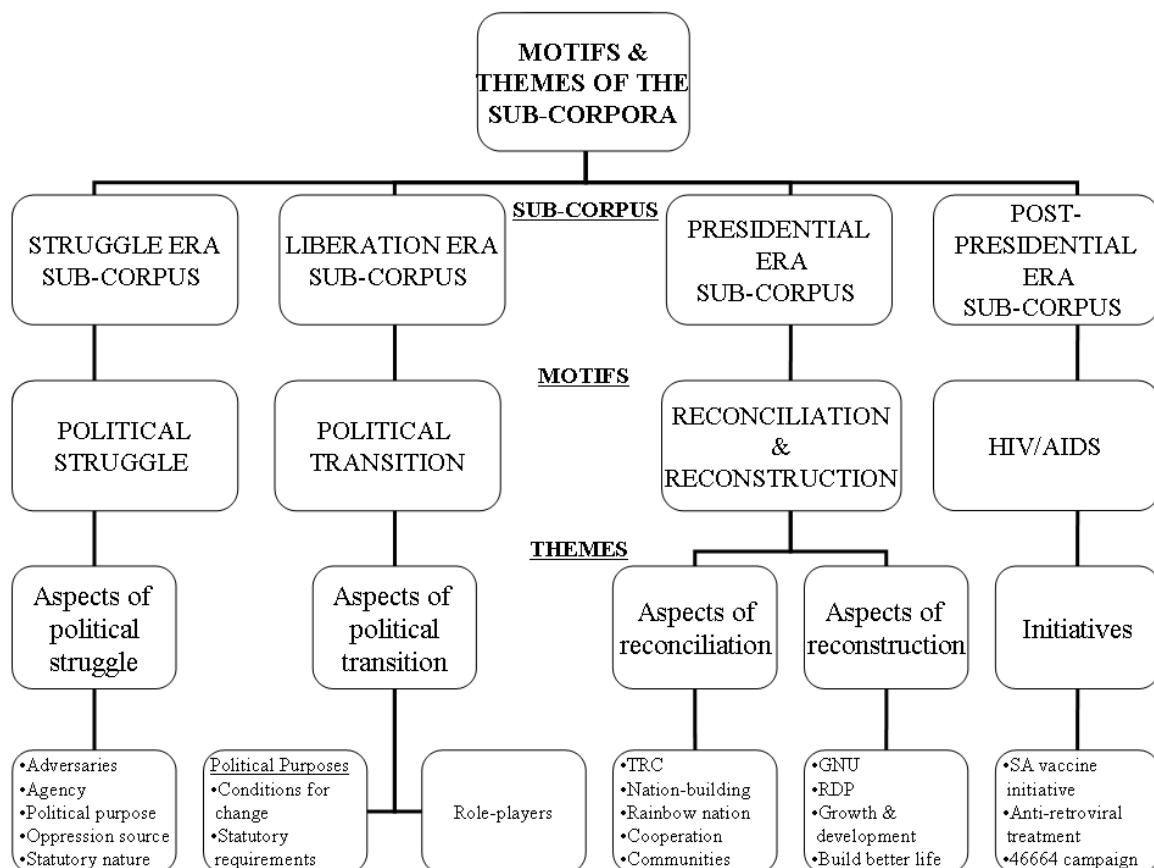 MOTIFS &
THEMES OF THE
SUB-CORPORA
SUB-CORPUS
STRUGGLE ERA
SUB-CORPUS
LIBERATION ERA
SUB-CORPUS
PRESIDENTIAL
ERA
SUB-CORPUS
POST-
PRESIDENTIAL
ERA
SUB-CORPUS
MOTIFS
POLITICAL
STRUGGLE
POLITICAL
TRANSITION
RECONCILIATION
&
RECONSTRUCTION
HIV/AIDS
THEMES
Aspects of
political
struggle
Aspects of
political
transition
Aspects of
reconciliation
Aspects of
reconstruction
Initiatives
•Adversaries
•Agency
•Political purpose
•Oppression source
•Statutory nature
Political Purposes
•Conditions for
change
•Statutory
requirements
Role-players
•TRC
•Nation-building
•Rainbow nation
•Cooperation
•Communities
•GNU
•RDP
•Growth &
development
•Build better life
•SA vaccine
initiative
•Anti-retroviral
treatment
•46664 campaign